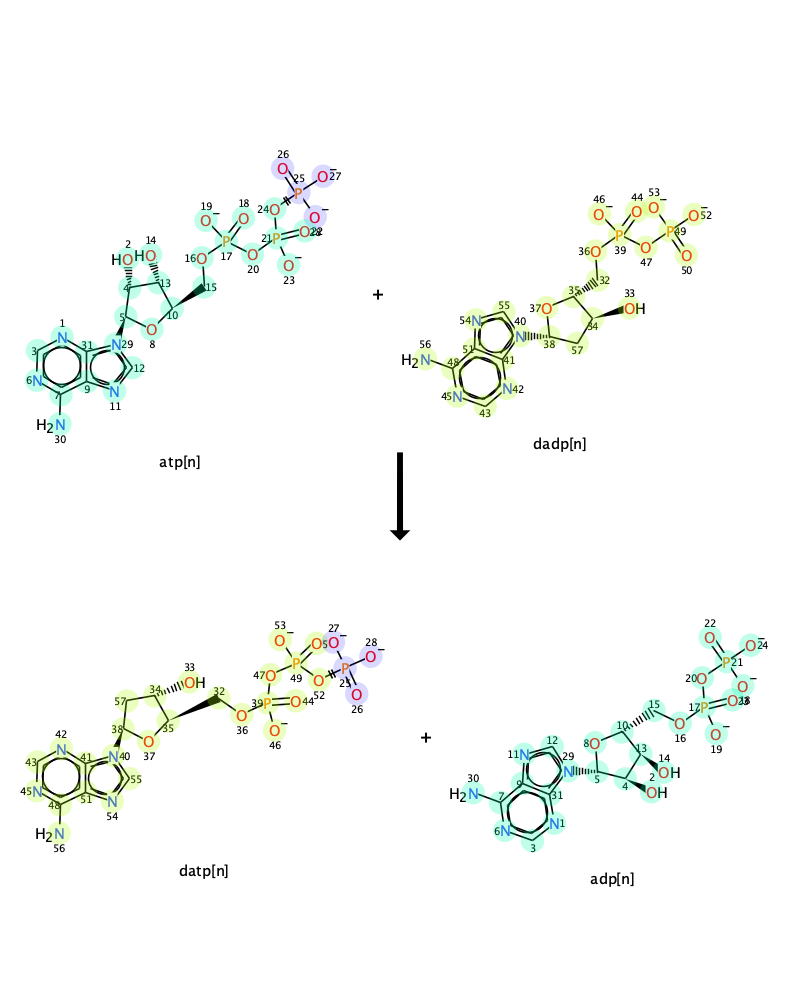 26
25
O
O⁻
27
P
19
18
24
O
O⁻
O⁻
O
P
21
P
O
2
14
17
HO
HO
16
O
O
20
O⁻
23
4
13
15
5
10
O
8
1
N
31
N
29
3
12
6
N
9
N
7
11
H₂N
30
atp[n]
+
46
44
53
O⁻
O
O⁻
O⁻
52
P
P
49
39
36
O
O
47
O
50
35
32
33
37
O
OH
34
55
54
N
40
N
38
57
56
51
H₂N
48
41
45
N
N
42
43
dadp[n]
53
27
28
O⁻
O
O⁻
O⁻
33
47
P
49
P
25
OH
O
O
52
O
26
57
34
32
39
P
O
44
O
36
O⁻
46
38
35
O
37
42
N
41
N
40
43
55
45
N
51
N
48
54
H₂N
56
datp[n]
+
22
O
O⁻
24
P
21
20
O
O⁻
15
17
P
O
O
16
O⁻
19
10
8
O
12
13
11
N
29
14
N
OH
5
2
4
OH
30
9
H₂N
7
31
6
N
N
1
3
adp[n]